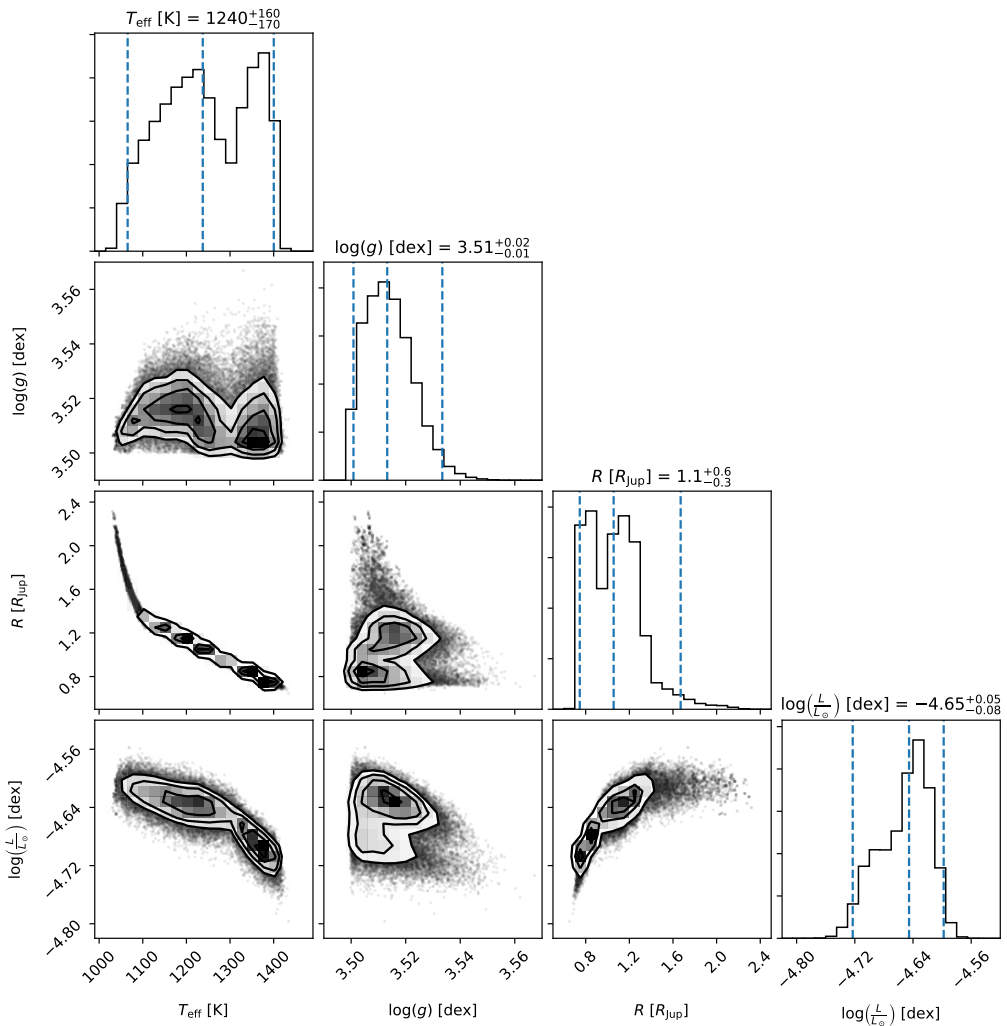 T_eff [K] = 1240^{+160}_{−170}
log(g) [dex] = 3.51^{+0.02}_{−0.01}
3.56
3.54
3.52
3.50
log(g) [dex]
R [R_Jup] = 1.1^{+0.6}_{−0.3}
2.4
2.0
1.6
1.2
0.8
R [R_Jup]
log(L/L_⊙) [dex] = −4.65^{+0.05}_{−0.08}
−4.56
−4.64
−4.72
−4.80
log(L/L_⊙) [dex]
1000 1100 1200 1300 1400
3.50 3.52 3.54 3.56
0.8 1.2 1.6 2.0 2.4
−4.80 −4.72 −4.64 −4.56
T_eff [K]
log(g) [dex]
R [R_Jup]
log(L/L_⊙) [dex]